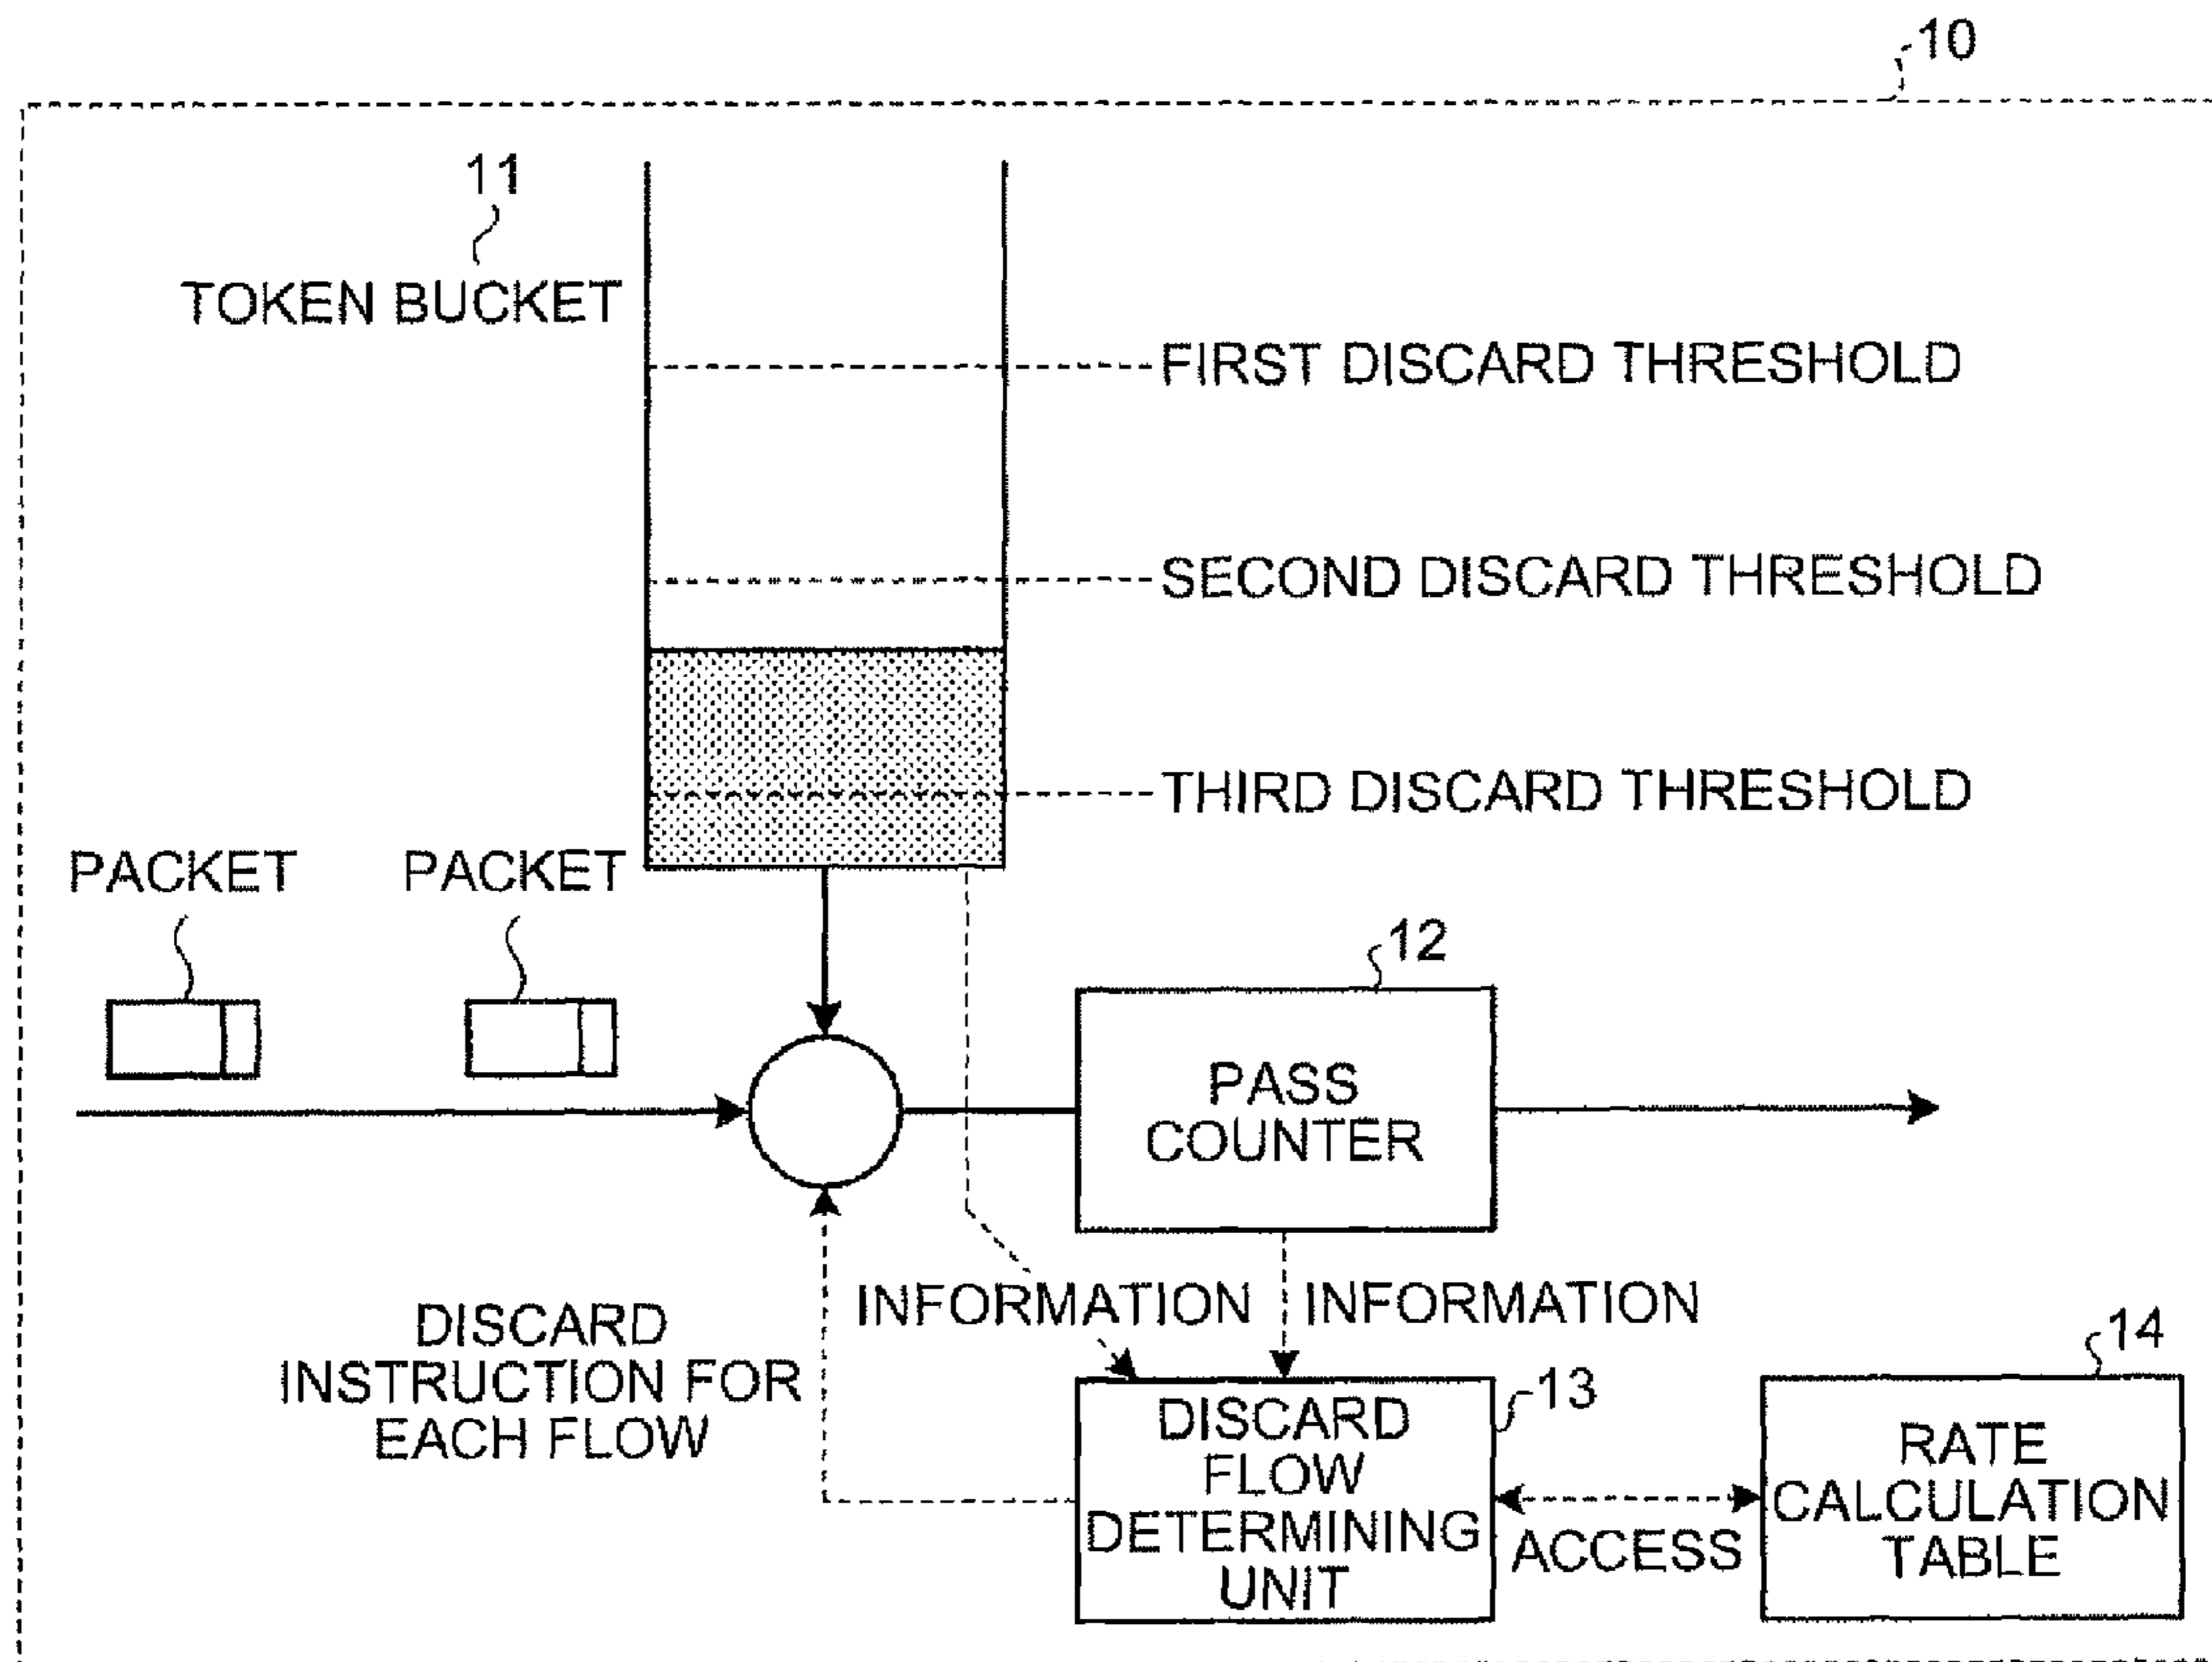 10
11
TOKEN BUCKET
FIRST DISCARD THRESHOLD
SECOND DISCARD THRESHOLD
THIRD DISCARD THRESHOLD
PACKET
PACKET
12
PASS
COUNTER
INFORMATION
INFORMATION
DISCARD
INSTRUCTION FOR
EACH FLOW
13
DISCARD
FLOW
DETERMINING
UNIT
ACCESS
14
RATE
CALCULATION
TABLE